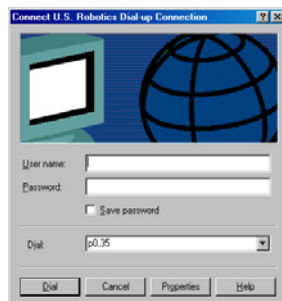 Connect U.S. Robotics Dial-up Connection
User name:
Password:
Save password
Dial:
p0,35
Dial
Cancel
Properties
Help